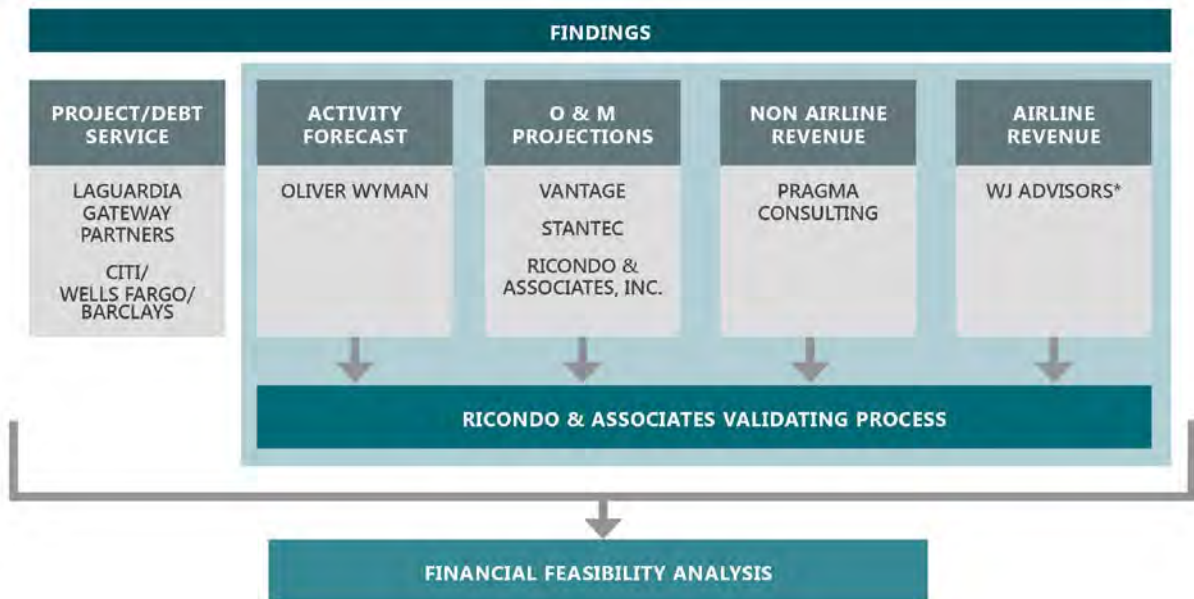 FINDINGS
PROJECT/DEBT
SERVICE
LAGUARDIA
GATEWAY
PARTNERS
CITI/
WELLS FARGO/
BARCLAYS
ACTIVITY
FORECAST
OLIVER WYMAN
O & M
PROJECTIONS
VANTAGE
STANTEC
RICONDO &
ASSOCIATES, INC.
NON AIRLINE
REVENUE
PRAGMA
CONSULTING
AIRLINE
REVENUE
WJ ADVISORS*
RICONDO & ASSOCIATES VALIDATING PROCESS
FINANCIAL FEASIBILITY ANALYSIS